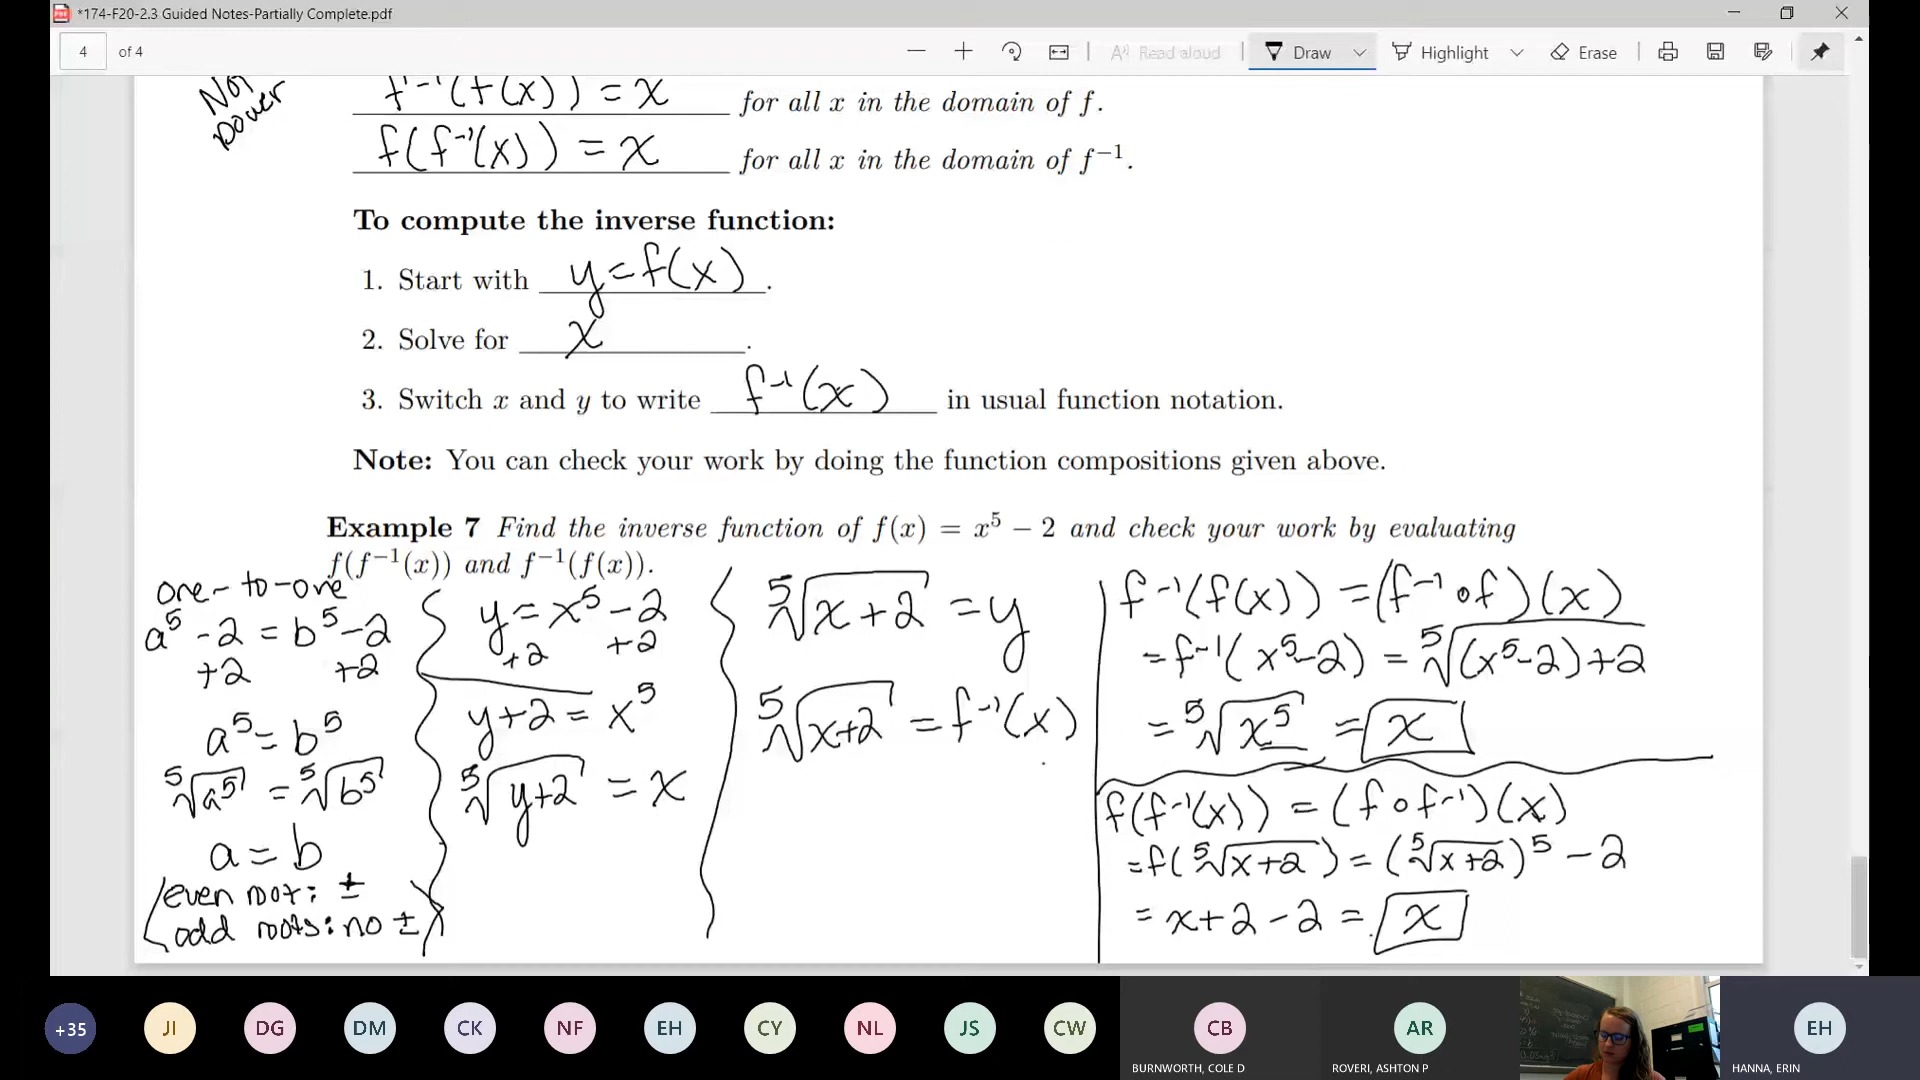 *174-F20-2.3 Guided Notes-Partially Complete.pdf
4 of 4 Read aloud Draw Highlight Erase
Not power
f⁻¹(f(x)) = x for all x in the domain of f.
f(f⁻¹(x)) = x for all x in the domain of f⁻¹.
To compute the inverse function:
1. Start with y = f(x).
2. Solve for x.
3. Switch x and y to write f⁻¹(x) in usual function notation.
Note: You can check your work by doing the function compositions given above.
Example 7 Find the inverse function of f(x) = x⁵ − 2 and check your work by evaluating
f(f⁻¹(x)) and f⁻¹(f(x)).
one-to-one
a⁵ - 2 = b⁵ - 2
+2 +2
a⁵ = b⁵
⁵√a⁵ = ⁵√b⁵
a = b
(even root: ±
odd roots: no ±)
y = x⁵ - 2
+2 +2
y+2 = x⁵
⁵√(y+2) = x
⁵√(x+2) = y
⁵√(x+2) = f⁻¹(x)
f⁻¹(f(x)) = (f⁻¹∘f)(x)
= f⁻¹(x⁵-2) = ⁵√((x⁵-2)+2)
= ⁵√x⁵ = x
f(f⁻¹(x)) = (f∘f⁻¹)(x)
= f(⁵√(x+2)) = (⁵√(x+2))⁵ - 2
= x+2-2 = x
+35 JI DG DM CK NF EH CY NL JS CW CB AR EH
BURNWORTH, COLE D ROVERI, ASHTON P HANNA, ERIN